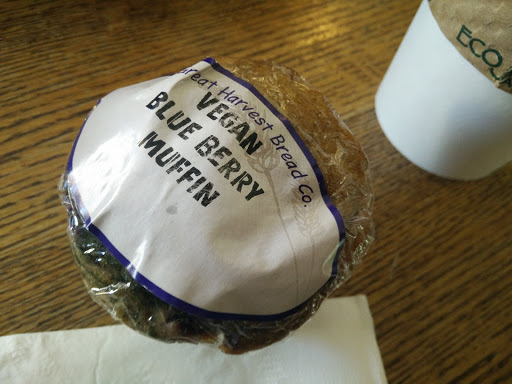 Great Harvest Bread Co.
VEGAN
BLUE BERRY
MUFFIN
ECO